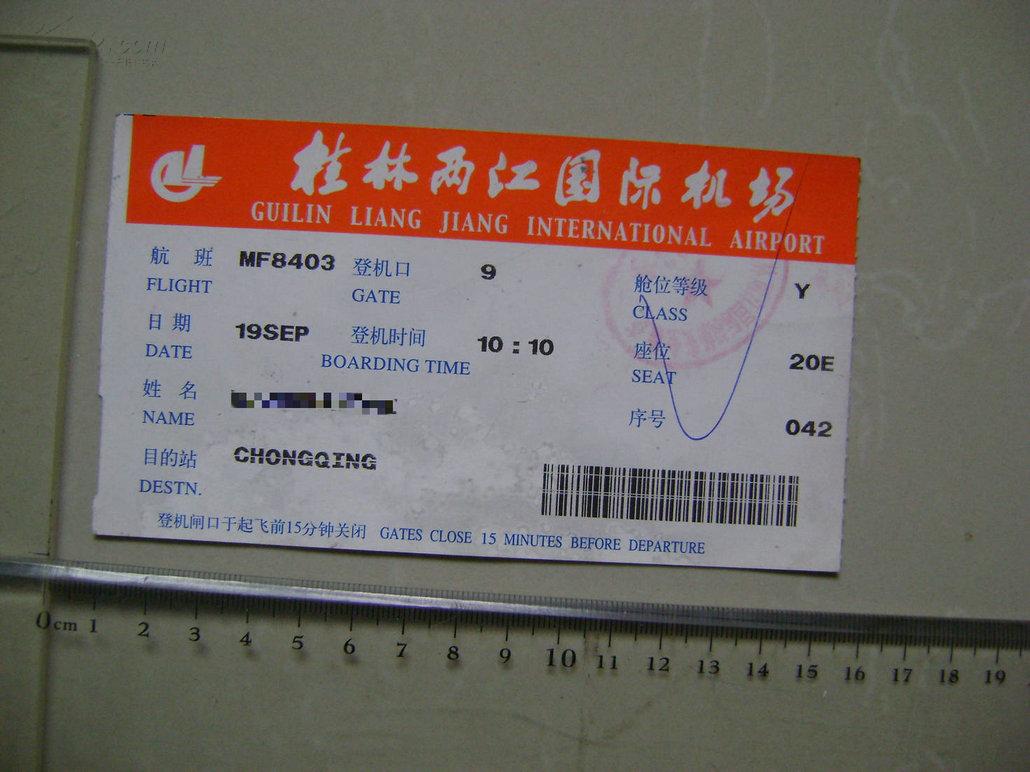 桂林两江国际机场
GUILIN LIANG JIANG INTERNATIONAL AIRPORT
航 班 MF8403 登机口 9 舱位等级 Y
FLIGHT GATE CLASS
日 期 19SEP 登机时间 10:10 座位 20E
DATE BOARDING TIME SEAT
姓 名 序号 042
NAME
目的站 CHONGQING
DESTN.
登机闸口于起飞前15分钟关闭 GATES CLOSE 15 MINUTES BEFORE DEPARTURE
0cm 1 2 3 4 5 6 7 8 9 10 11 12 13 14 15 16 17 18 19